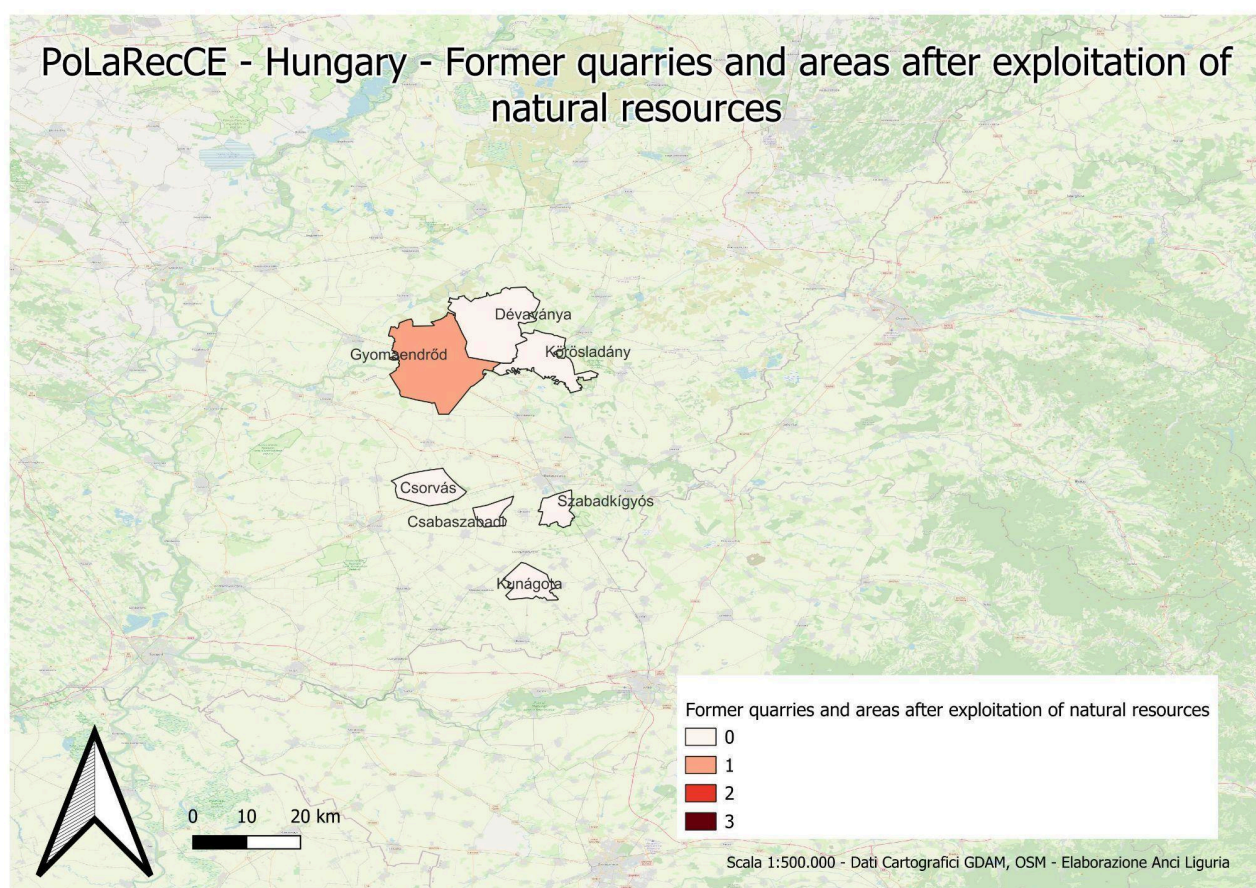 PoLaRecCE - Hungary - Former quarries and areas after exploitation of
natural resources
Dévaványa
Gyomaendrőd
Körösladány
Csorvás
Csabaszabadi
Szabadkígyós
Kunágota
Former quarries and areas after exploitation of natural resources
0
1
2
3
0 10 20 km
Scala 1:500.000 - Dati Cartografici GDAM, OSM - Elaborazione Anci Liguria